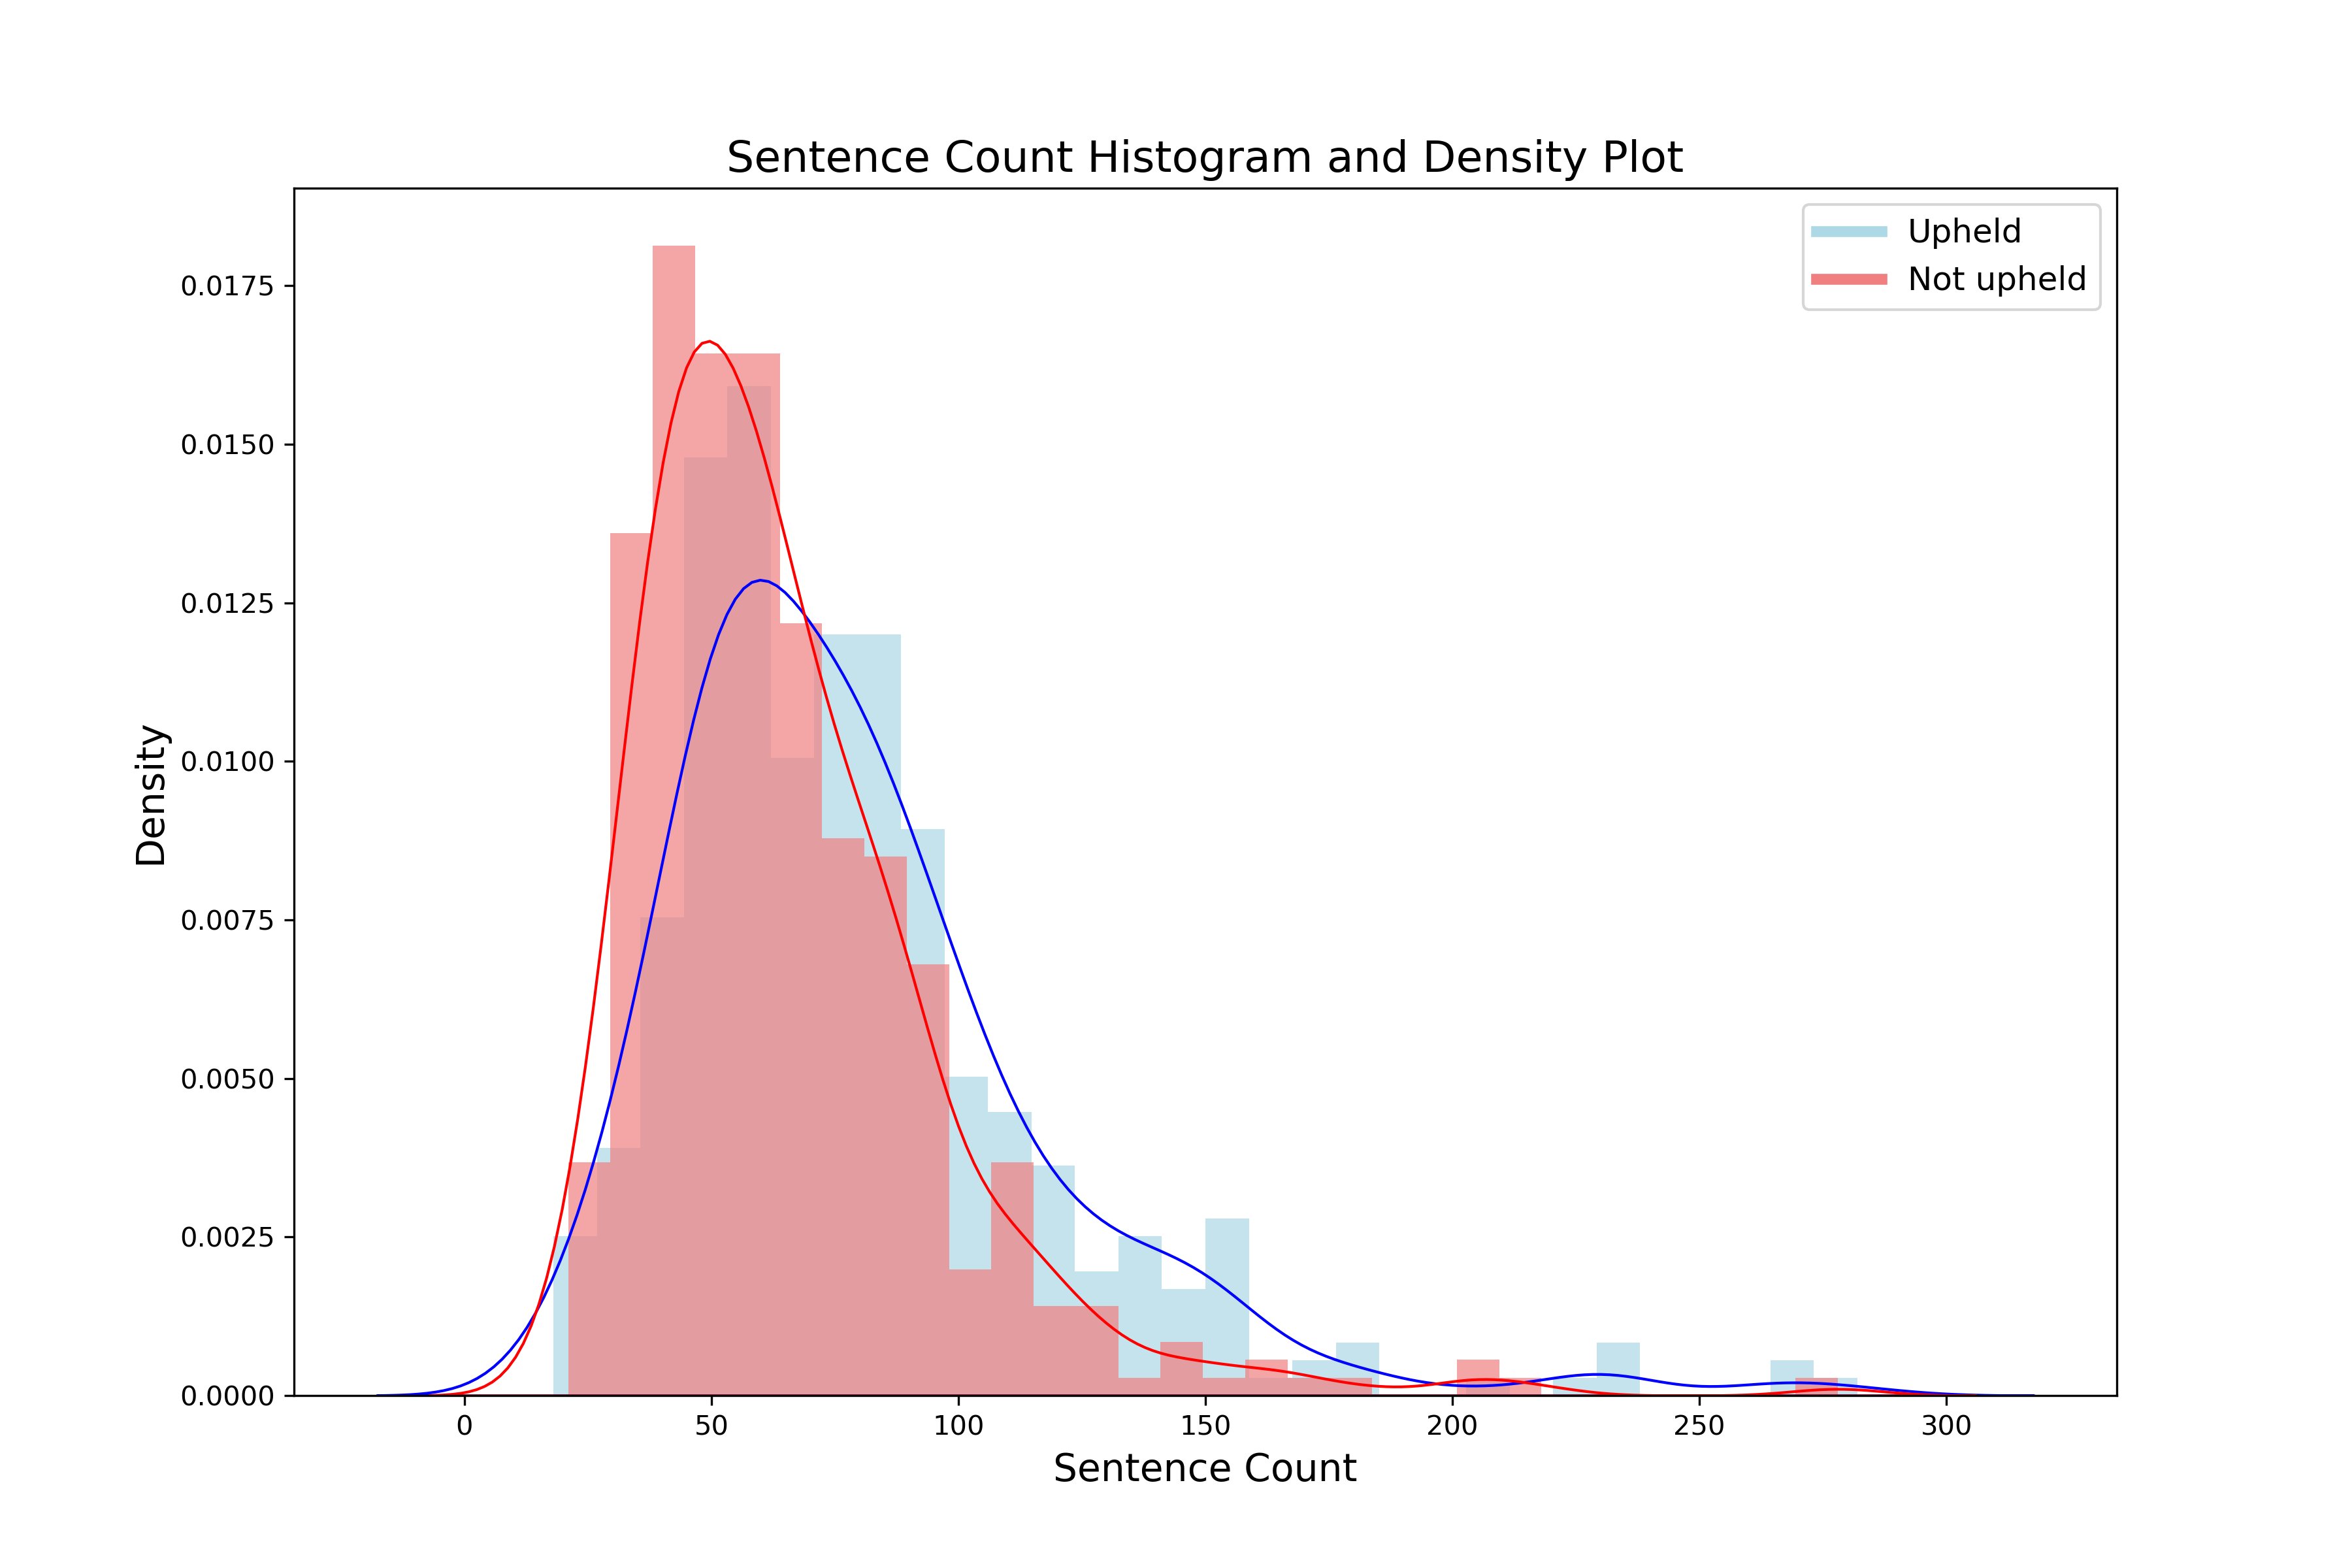 Sentence Count Histogram and Density Plot
Upheld
Not upheld
0.0175
0.0150
0.0125
0.0100
0.0075
0.0050
0.0025
0.0000
Density
0 50 100 150 200 250 300
Sentence Count